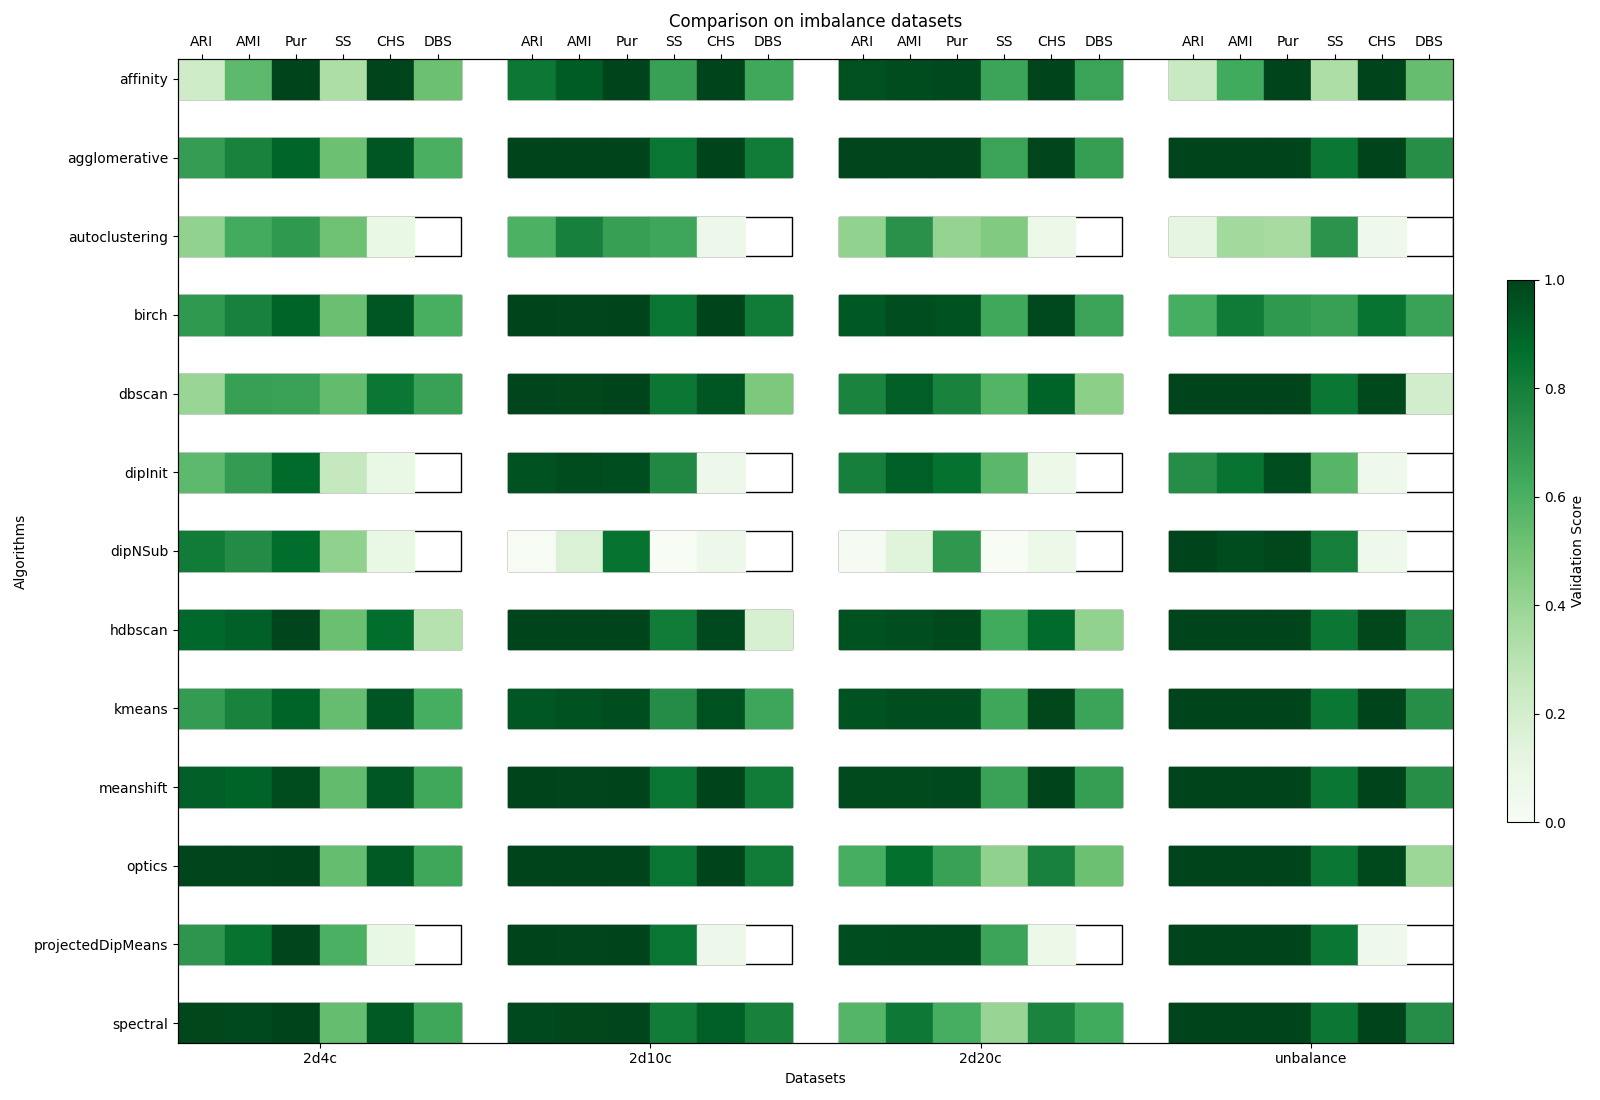 Comparison on imbalance datasets
ARI AMI Pur SS CHS DBS ARI AMI Pur SS CHS DBS ARI AMI Pur SS CHS DBS ARI AMI Pur SS CHS DBS
affinity
agglomerative
autoclustering
birch
dbscan
dipInit
dipNSub
hdbscan
kmeans
meanshift
optics
projectedDipMeans
spectral
Algorithms
2d4c 2d10c 2d20c unbalance
Datasets
1.0
0.8
0.6
0.4
0.2
0.0
Validation Score